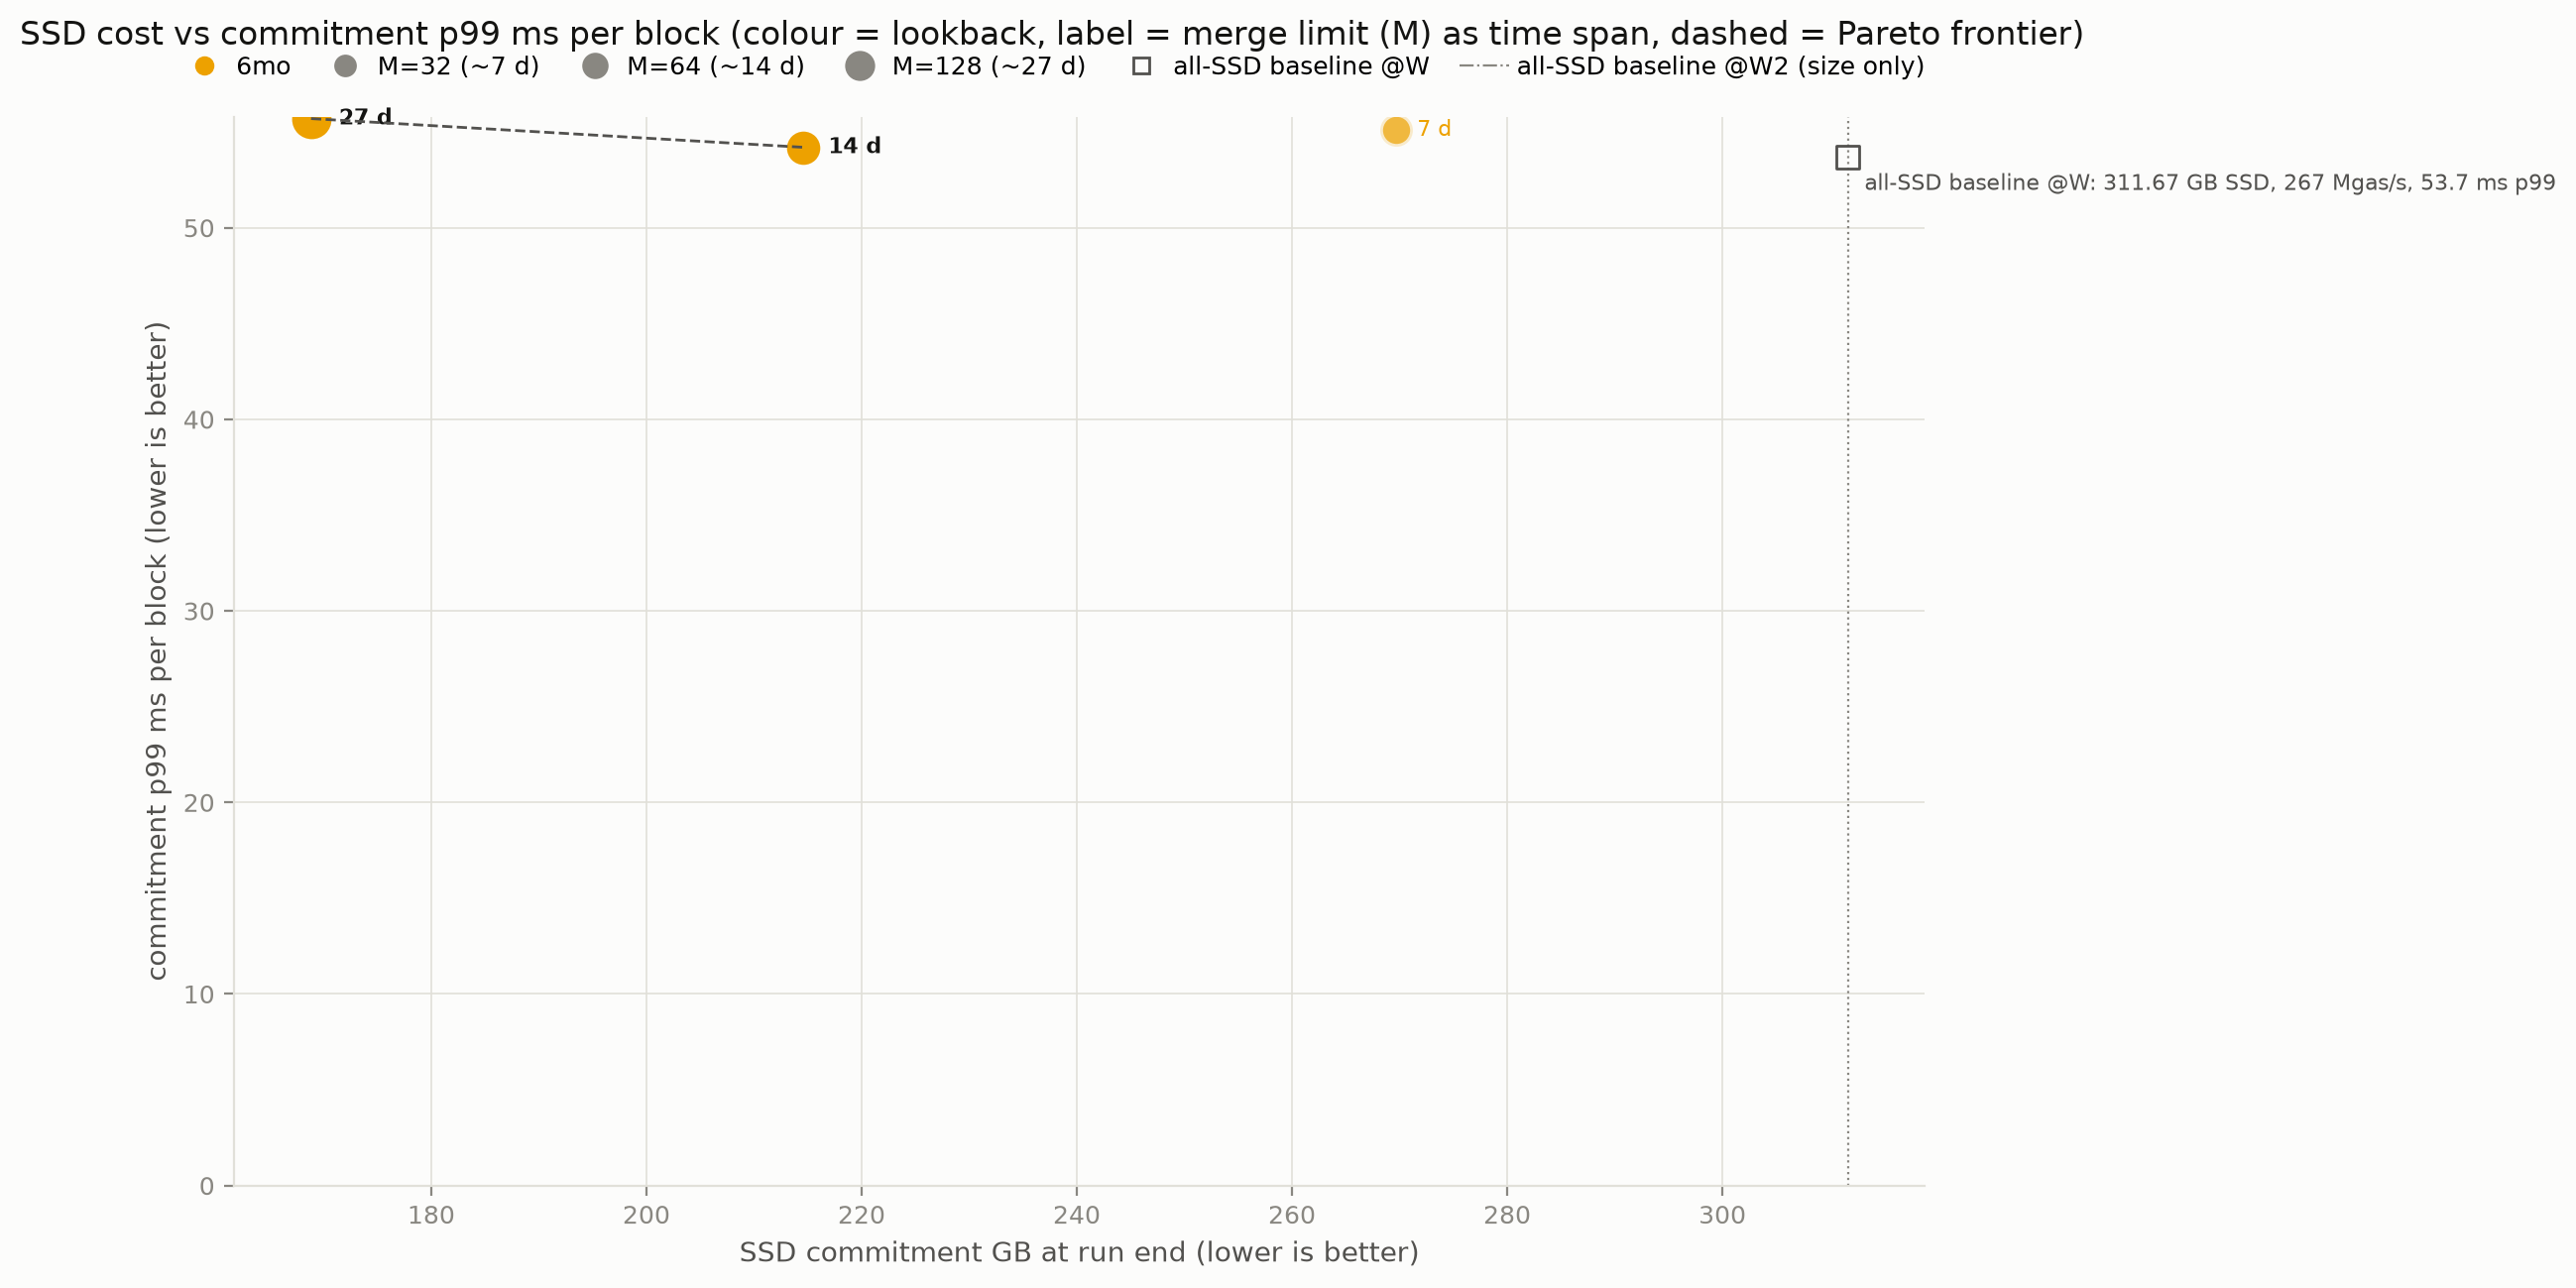 SSD cost vs commitment p99 ms per block (colour = lookback, label = merge limit (M) as time span, dashed = Pareto frontier)
6mo M=32 (~7 d) M=64 (~14 d) M=128 (~27 d) all-SSD baseline @W all-SSD baseline @W2 (size only)
27 d
7 d
14 d
all-SSD baseline @W: 311.67 GB SSD, 267 Mgas/s, 53.7 ms p99
commitment p99 ms per block (lower is better)
50
40
30
20
10
0
180 200 220 240 260 280 300
SSD commitment GB at run end (lower is better)